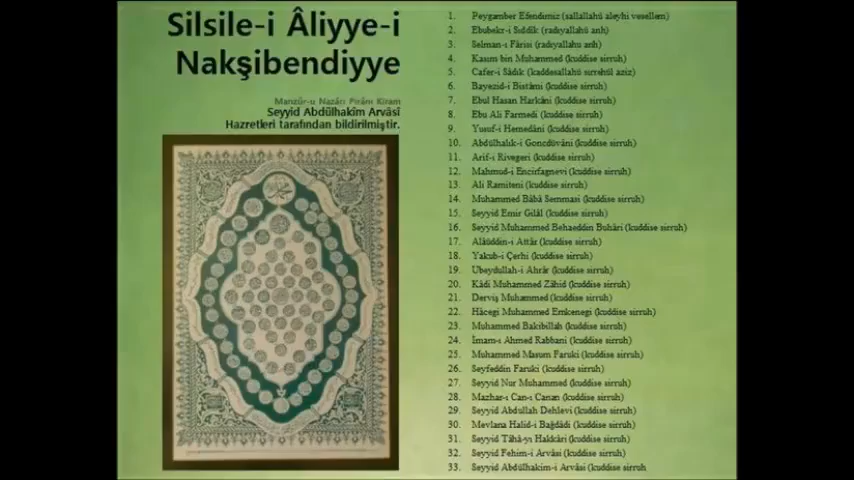 Silsile-i Âliyye-i
Nakşibendiyye
Manzûr-u Nazârı Pirânı Kiram
Seyyid Abdülhakîm Arvâsî
Hazretleri tarafından bildirilmiştir.
1. Peygamber Efendimiz (sallallahü aleyhi vesellem)
2. Ebubekr-i Sıddîk (radıyallahü anh)
3. Selman-ı Fârisi (radıyallahü anh)
4. Kasım bin Muhammed (kuddise sirruh)
5. Cafer-i Sâdık (kaddesallahü sirrehül aziz)
6. Bayezid-i Bistâmi (kuddise sirruh)
7. Ebul Hasan Harkâni (kuddise sirruh)
8. Ebu Ali Farmedi (kuddise sirruh)
9. Yusuf-i Hemedâni (kuddise sirruh)
10. Abdülhalık-i Goncdüvâni (kuddise sirruh)
11. Arif-i Rivegeri (kuddise sirruh)
12. Mahmud-i Encirfagnevi (kuddise sirruh)
13. Ali Ramiteni (kuddise sirruh)
14. Muhammed Bâbâ Semmasi (kuddise sirruh)
15. Seyyid Emir Gilâl (kuddise sirruh)
16. Seyyid Muhammed Behaeddin Buhâri (kuddise sirruh)
17. Alâüddin-i Attâr (kuddise sirruh)
18. Yakub-i Çerhi (kuddise sirruh)
19. Ubeydullah-i Ahrâr (kuddise sirruh)
20. Kâdî Muhammed Zâhid (kuddise sirruh)
21. Derviş Muhammed (kuddise sirruh)
22. Hâcegi Muhammed Emkenegi (kuddise sirruh)
23. Muhammed Bakibillah (kuddise sirruh)
24. İmam-ı Ahmed Rabbani (kuddise sirruh)
25. Muhammed Masum Faruki (kuddise sirruh)
26. Seyfeddin Faruki (kuddise sirruh)
27. Seyyid Nur Muhammed (kuddise sirruh)
28. Mazhar-ı Can-ı Canan (kuddise sirruh)
29. Seyyid Abdullah Dehlevi (kuddise sirruh)
30. Mevlana Halid-i Bağdâdi (kuddise sirruh)
31. Seyyid Tâhâ-yı Hakkâri (kuddise sirruh)
32. Seyyid Fehim-i Arvâsi (kuddise sirruh)
33. Seyyid Abdülhakim-i Arvâsi (kuddise sirruh